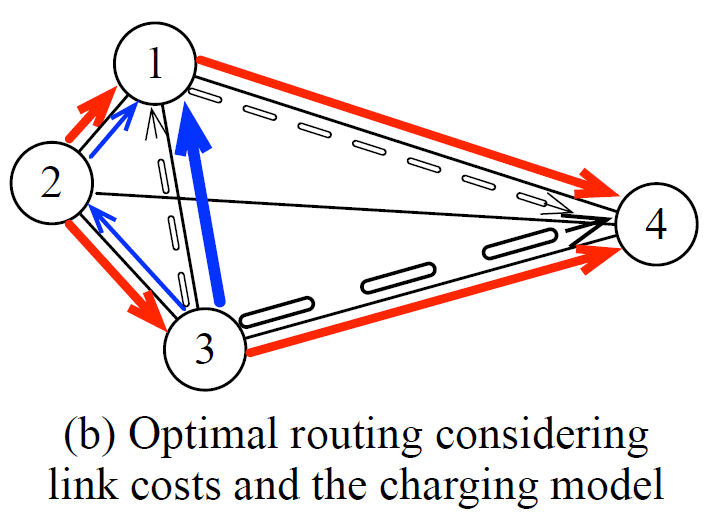 1
2
4
3
(b) Optimal routing considering
link costs and the charging model